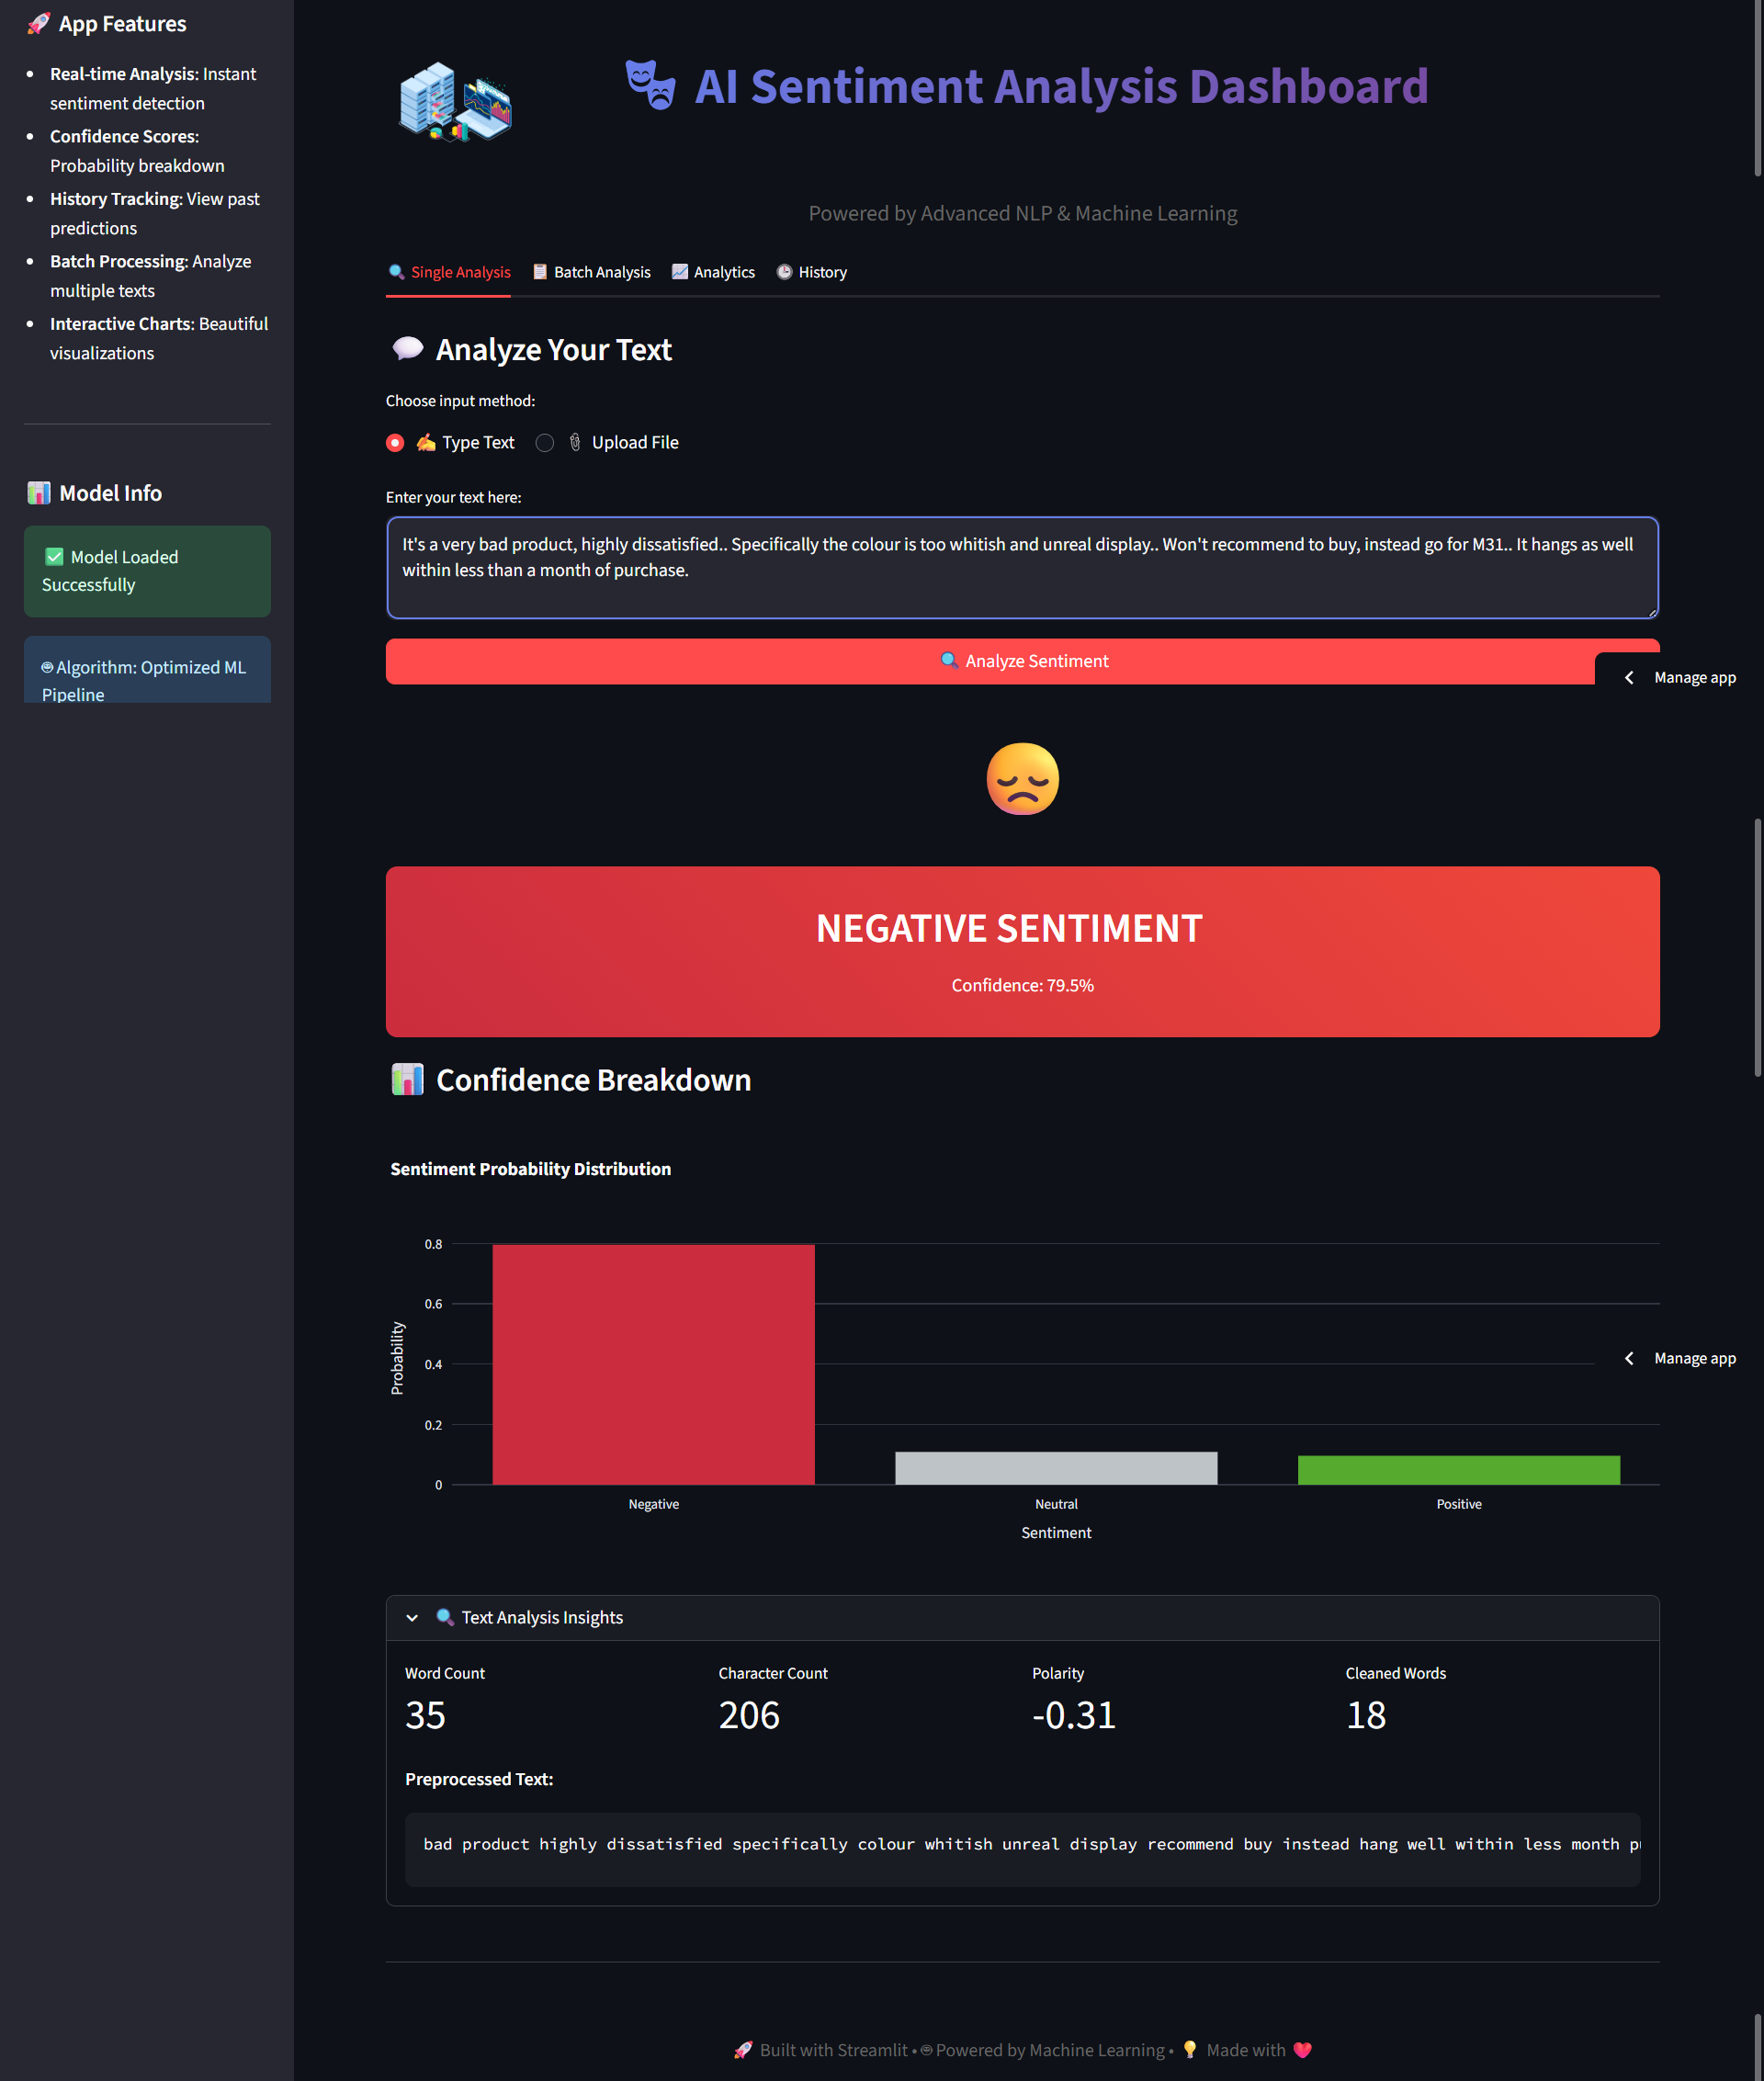 🚀 App Features
Real-time Analysis: Instant
sentiment detection
Confidence Scores:
Probability breakdown
History Tracking: View past
predictions
Batch Processing: Analyze
multiple texts
Interactive Charts: Beautiful
visualizations
📊 Model Info
✅ Model Loaded
Successfully
Algorithm: Optimized ML
Pipeline
🎭 AI Sentiment Analysis Dashboard
Powered by Advanced NLP & Machine Learning
🔍 Single Analysis 📋 Batch Analysis 📈 Analytics 🕒 History
💬 Analyze Your Text
Choose input method:
✍️ Type Text 📎 Upload File
Enter your text here:
It's a very bad product, highly dissatisfied.. Specifically the colour is too whitish and unreal display.. Won't recommend to buy, instead go for M31.. It hangs as well
within less than a month of purchase.
🔍 Analyze Sentiment
Manage app
😞
NEGATIVE SENTIMENT
Confidence: 79.5%
📊 Confidence Breakdown
Sentiment Probability Distribution
0.8
0.6
0.4
0.2
0
Probability
Manage app
Negative Neutral Positive
Sentiment
🔍 Text Analysis Insights
Word Count Character Count Polarity Cleaned Words
35 206 -0.31 18
Preprocessed Text:
bad product highly dissatisfied specifically colour whitish unreal display recommend buy instead hang well within less month
🚀 Built with Streamlit • Powered by Machine Learning • 💡 Made with ❤️